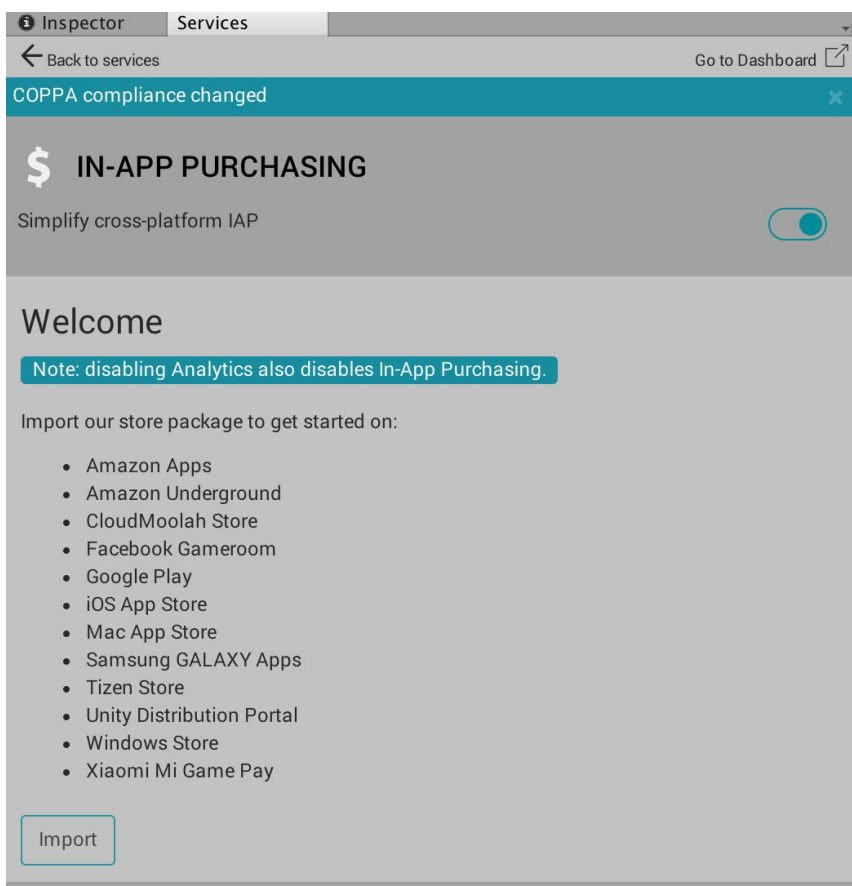 Inspector Services
Back to services Go to Dashboard
COPPA compliance changed
$ IN-APP PURCHASING
Simplify cross-platform IAP
Welcome
Note: disabling Analytics also disables In-App Purchasing.
Import our store package to get started on:
• Amazon Apps
• Amazon Underground
• CloudMoolah Store
• Facebook Gameroom
• Google Play
• iOS App Store
• Mac App Store
• Samsung GALAXY Apps
• Tizen Store
• Unity Distribution Portal
• Windows Store
• Xiaomi Mi Game Pay
Import